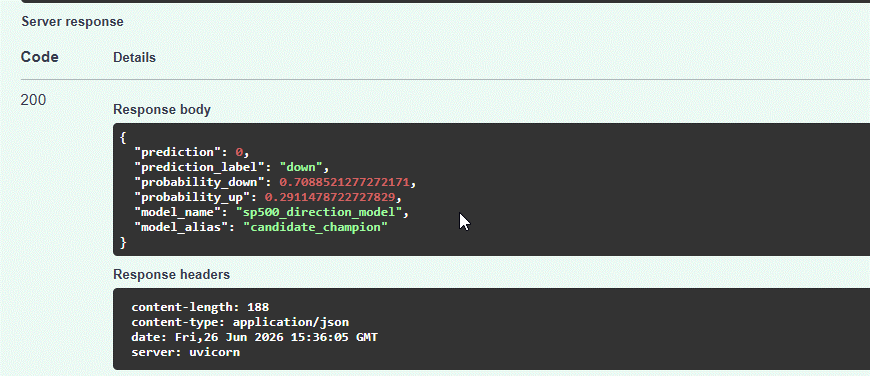 Server response
Code Details
200
Response body
{
"prediction": 0,
"prediction_label": "down",
"probability_down": 0.7088521277272171,
"probability_up": 0.2911478722727829,
"model_name": "sp500_direction_model",
"model_alias": "candidate_champion"
}
Response headers
content-length: 188
content-type: application/json
date: Fri,26 Jun 2026 15:36:05 GMT
server: uvicorn